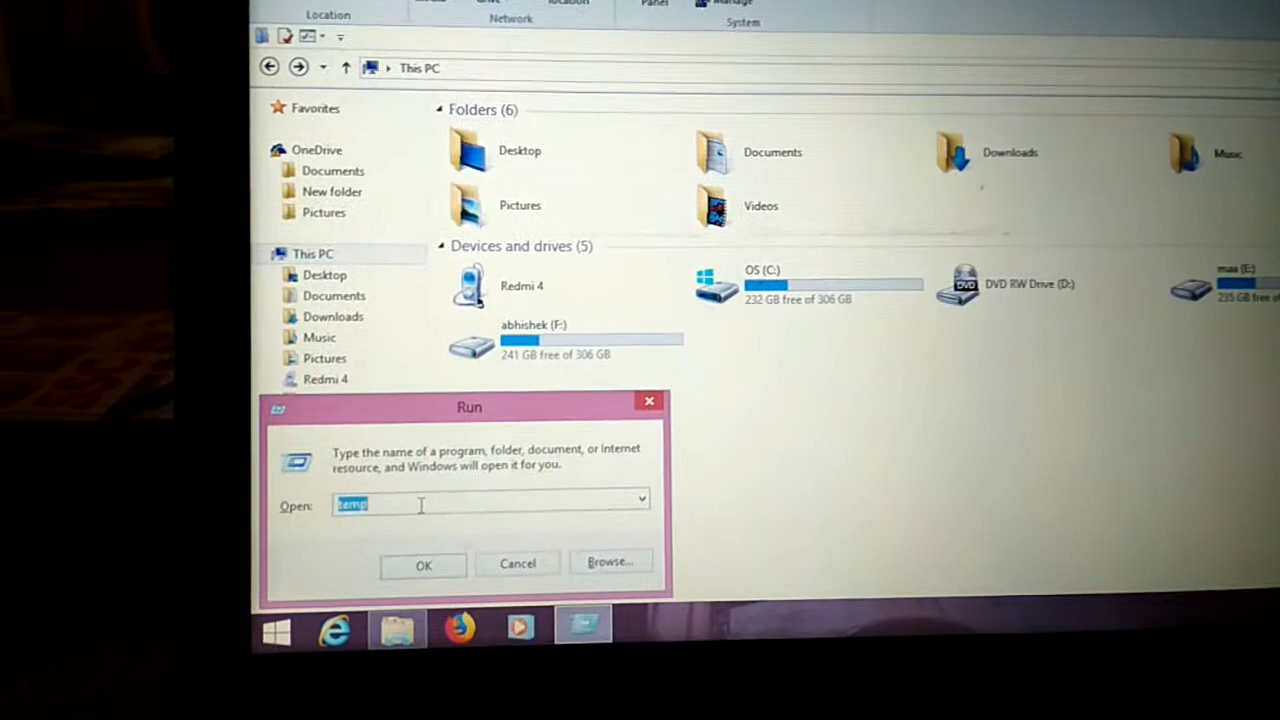 Location
Network
location
Panel
Manage
System
This PC
Favorites
OneDrive
Documents
New folder
Pictures
This PC
Desktop
Documents
Downloads
Music
Pictures
Redmi 4
Folders (6)
Desktop
Documents
Downloads
Music
Pictures
Videos
Devices and drives (5)
Redmi 4
OS (C:)
232 GB free of 306 GB
DVD RW Drive (D:)
maa (E:)
235 GB free of
abhishek (F:)
241 GB free of 306 GB
Run
Type the name of a program, folder, document, or Internet
resource, and Windows will open it for you.
Open: temp
OK Cancel Browse...